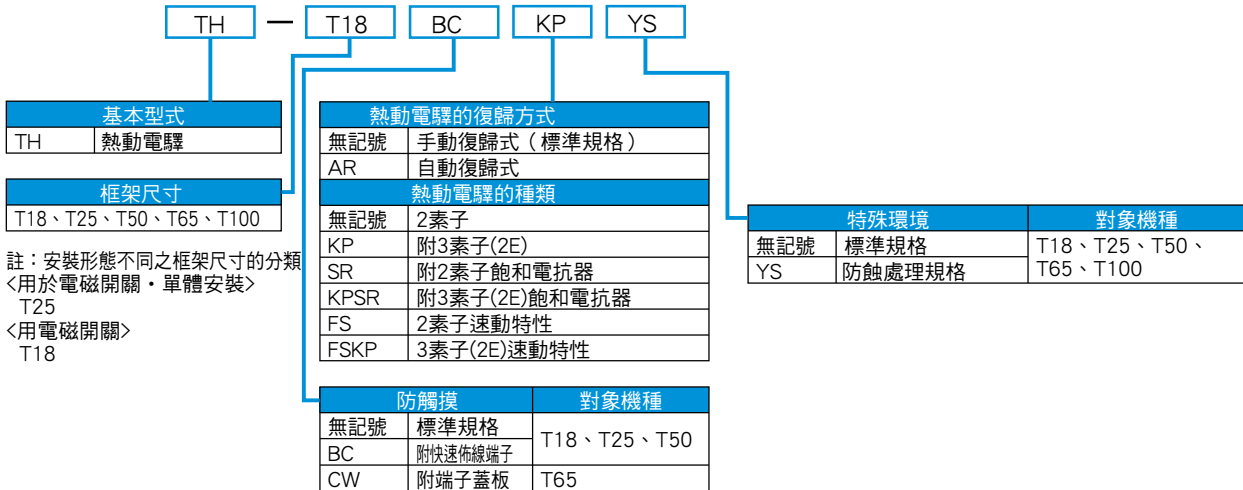 TH — T18 BC KP YS
基本型式
TH 熱動電驛
框架尺寸
T18、T25、T50、T65、T100
註：安裝形態不同之框架尺寸的分類
<用於電磁開關・單體安裝>
T25
<用電磁開關>
T18
熱動電驛的復歸方式
無記號 手動復歸式（標準規格）
AR 自動復歸式
熱動電驛的種類
無記號 2素子
KP 附3素子(2E)
SR 附2素子飽和電抗器
KPSR 附3素子(2E)飽和電抗器
FS 2素子速動特性
FSKP 3素子(2E)速動特性
防觸摸 對象機種
無記號 標準規格 T18、T25、T50
BC 附快速佈線端子
CW 附端子蓋板 T65
特殊環境 對象機種
無記號 標準規格 T18、T25、T50、
YS 防蝕處理規格 T65、T100